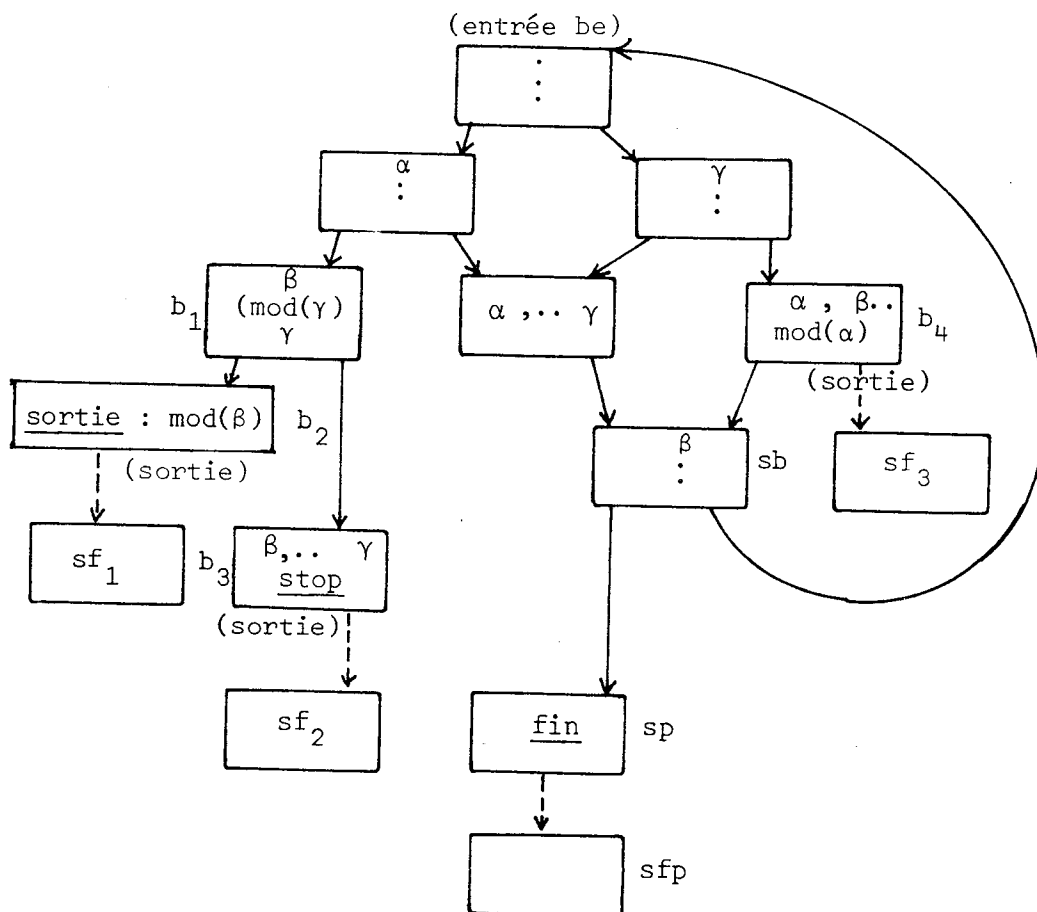 (entrée be)
:
α
:
γ
:
b₁
β
(mod(γ)
γ
α ,.. γ
α , β..
mod(α)
b₄
(sortie)
sortie : mod(β)
b₂
(sortie)
β
:
sb
sf₃
sf₁
b₃
β,.. γ
stop
(sortie)
sf₂
fin
sp
sfp